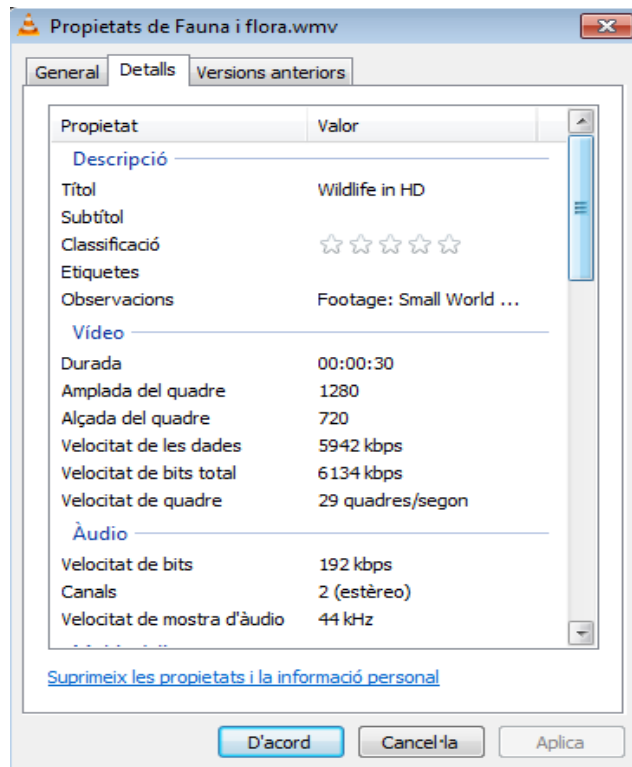 Propietats de Fauna i flora.wmv
General Detalls Versions anteriors
Propietat Valor
Descripció
Títol Wildlife in HD
Subtítol
Classificació
Etiquetes
Observacions Footage: Small World ...
Vídeo
Durada 00:00:30
Amplada del quadre 1280
Alçada del quadre 720
Velocitat de les dades 5942 kbps
Velocitat de bits total 6134 kbps
Velocitat de quadre 29 quadres/segon
Àudio
Velocitat de bits 192 kbps
Canals 2 (estèreo)
Velocitat de mostra d'àudio 44 kHz
Suprimeix les propietats i la informació personal
D'acord Cancel·la Aplica